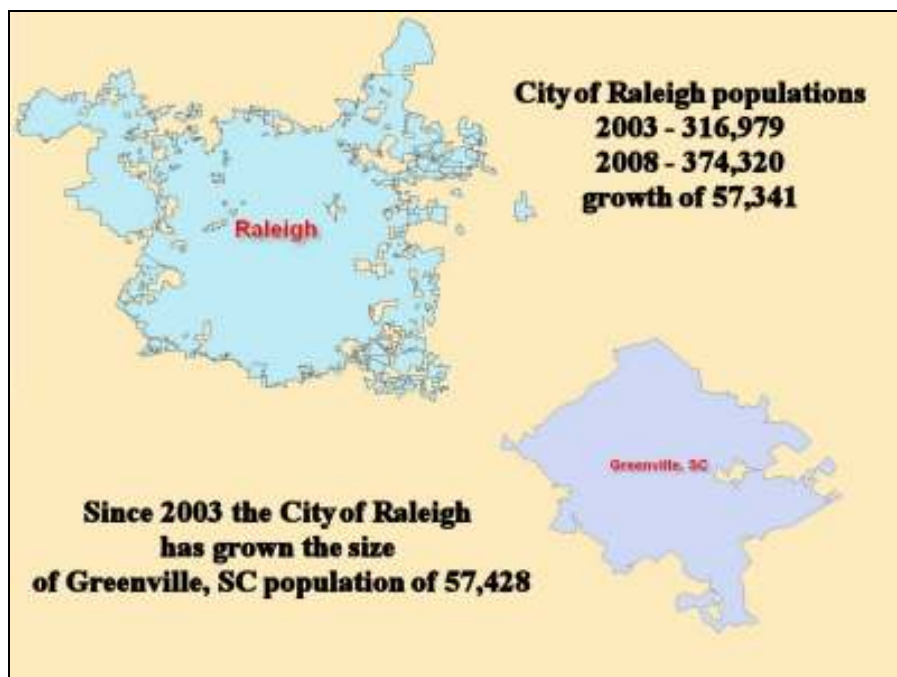 City of Raleigh populations
2003 - 316,979
2008 - 374,320
growth of 57,341
Raleigh
Greenville, SC
Since 2003 the City of Raleigh
has grown the size
of Greenville, SC population of 57,428